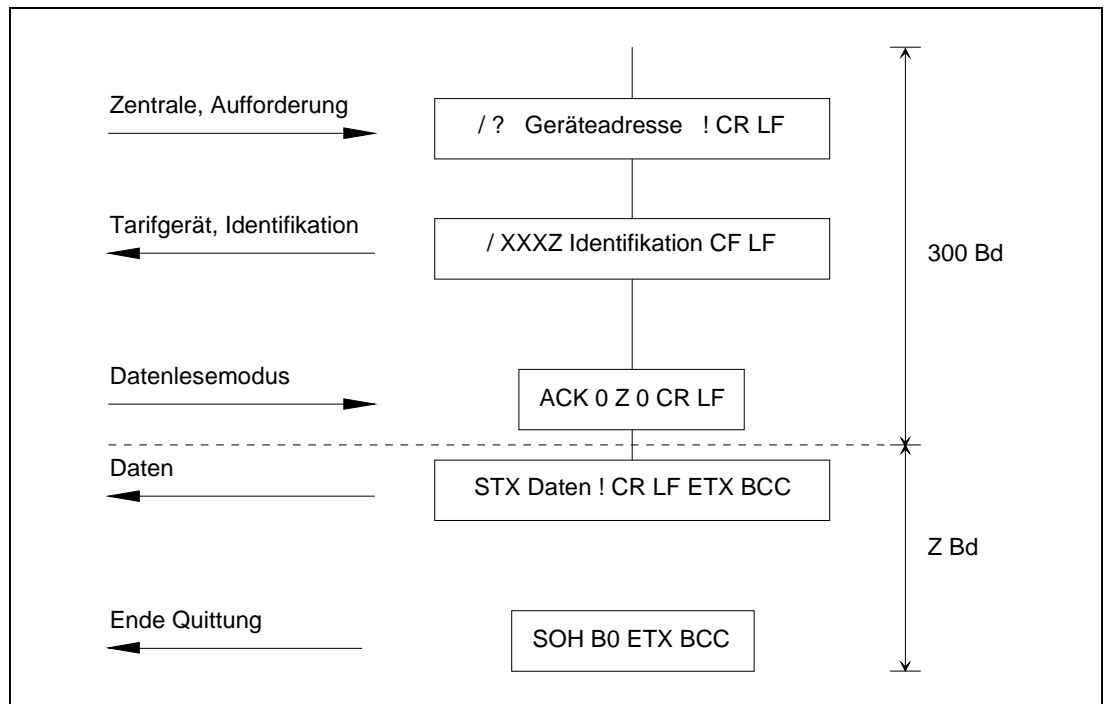 Zentrale, Aufforderung
/ ? Geräteadresse ! CR LF
Tarifgerät, Identifikation
/ XXXZ Identifikation CF LF
300 Bd
Datenlesemodus
ACK 0 Z 0 CR LF
Daten
STX Daten ! CR LF ETX BCC
Z Bd
Ende Quittung
SOH B0 ETX BCC